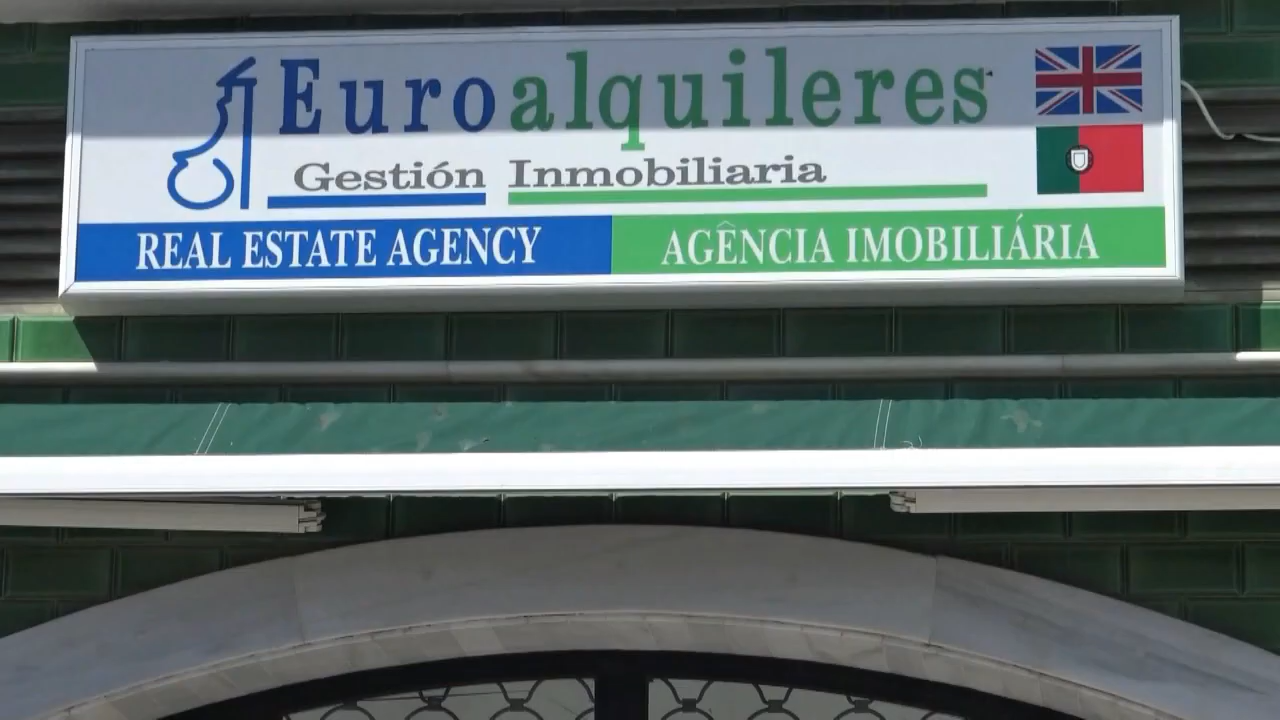 Euroalquileres
Gestión Inmobiliaria
REAL ESTATE AGENCY AGÊNCIA IMOBILIÁRIA